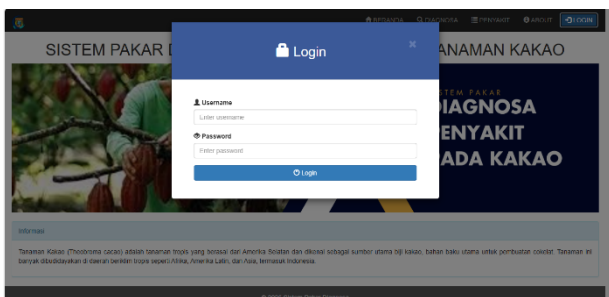 BERANDA DIAGNOSA PENYAKIT ABOUT LOGIN
SISTEM PAKAR D
ANAMAN KAKAO
Login
×
Username
Enter username
Password
Enter password
Login
STEM PAKAR
IAGNOSA
ENYAKIT
ADA KAKAO
Informasi
Tanaman Kakao (Theobroma cacao) adalah tanaman tropis yang berasal dari Amerika Selatan dan dikenal sebagai sumber utama biji kakao, bahan baku utama untuk pembuatan cokelat. Tanaman ini
banyak dibudidayakan di daerah beriklim tropis seperti Afrika, Amerika Latin, dan Asia, termasuk Indonesia.